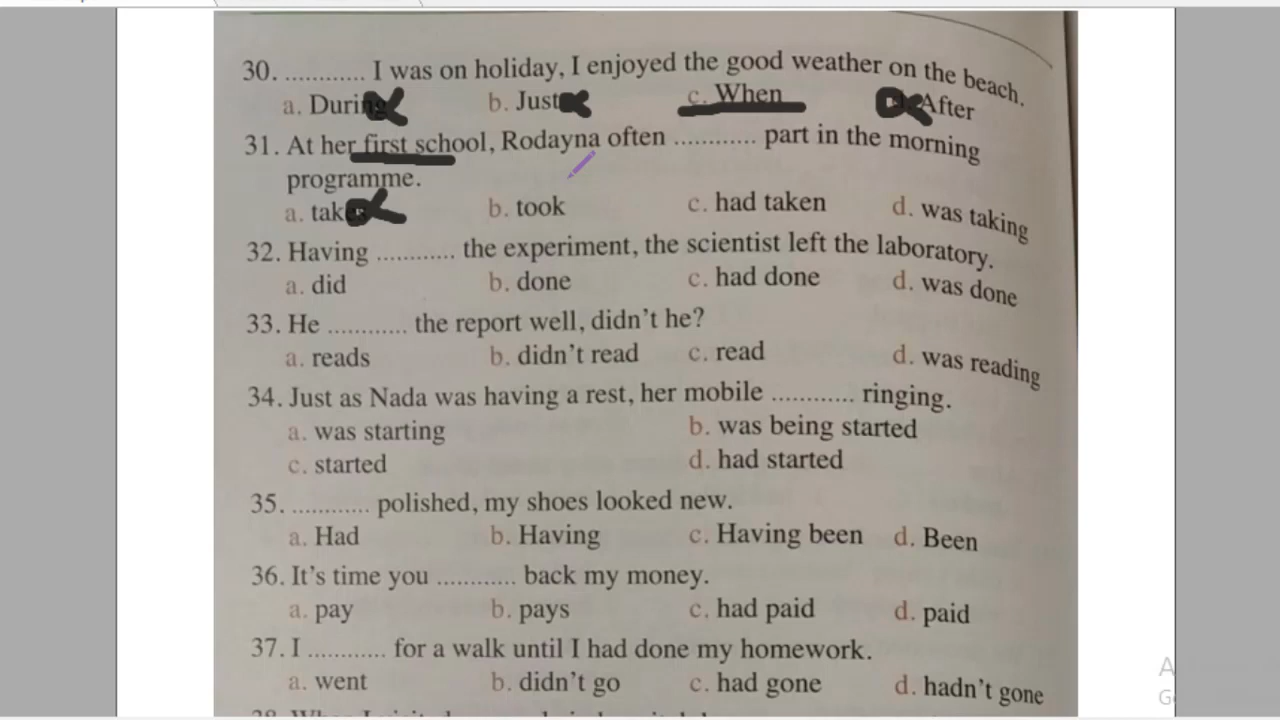 30. ............ I was on holiday, I enjoyed the good weather on the beach.
a. During b. Just c. When d. After
31. At her first school, Rodayna often ............ part in the morning
programme.
a. takes b. took c. had taken d. was taking
32. Having ............ the experiment, the scientist left the laboratory.
a. did b. done c. had done d. was done
33. He ............ the report well, didn't he?
a. reads b. didn't read c. read d. was reading
34. Just as Nada was having a rest, her mobile ............ ringing.
a. was starting b. was being started
c. started d. had started
35. ............ polished, my shoes looked new.
a. Had b. Having c. Having been d. Been
36. It's time you ............ back my money.
a. pay b. pays c. had paid d. paid
37. I ............ for a walk until I had done my homework.
a. went b. didn't go c. had gone d. hadn't gone